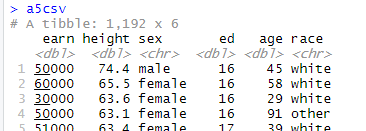 > a5csv
# A tibble: 1,192 x 6
earn height sex ed age race
<dbl> <dbl> <chr> <dbl> <dbl> <chr>
1 50000 74.4 male 16 45 white
2 60000 65.5 female 16 58 white
3 30000 63.6 female 16 29 white
4 50000 63.1 female 16 91 other
5 51000 63.4 female 17 39 white